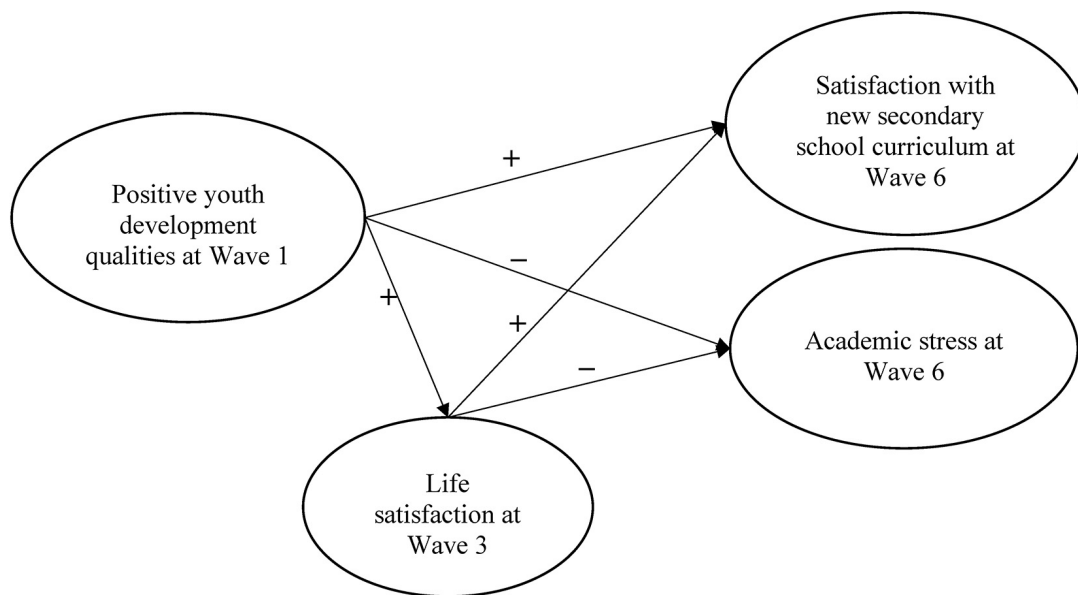 Positive youth
development
qualities at Wave 1
Satisfaction with
new secondary
school curriculum at
Wave 6
Academic stress at
Wave 6
Life
satisfaction at
Wave 3
+
−
+
+
−